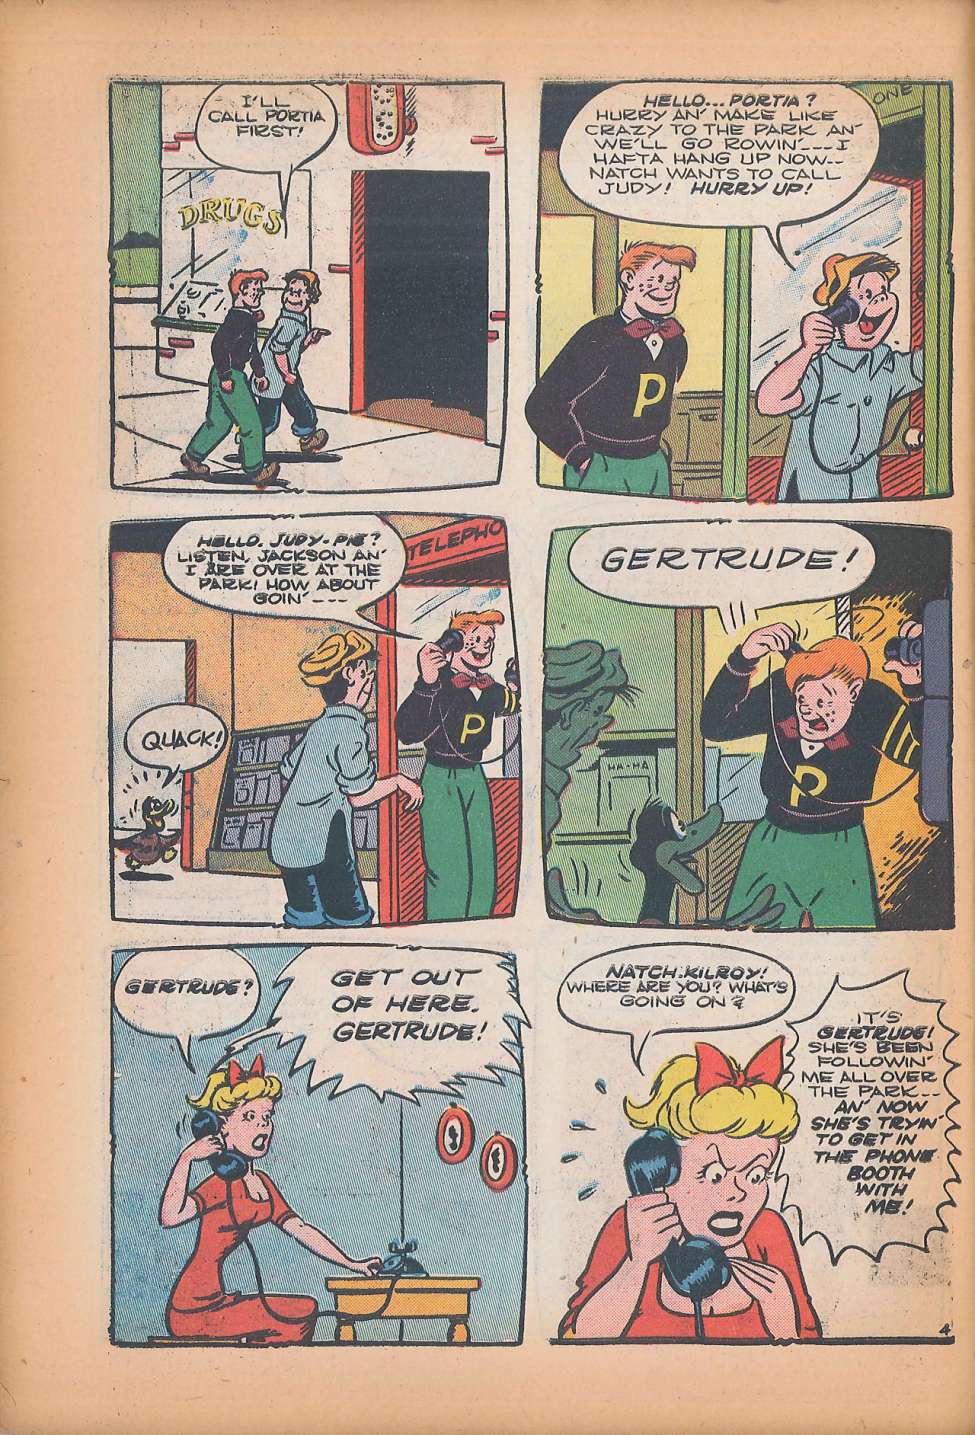 I'LL
CALL PORTIA
FIRST!
DRUGS
HELLO... PORTIA?
HURRY AN' MAKE LIKE
CRAZY TO THE PARK AN'
WE'LL GO ROWIN'---I
HAFTA HANG UP NOW--
NATCH WANTS TO CALL
JUDY! HURRY UP!
ONE
P
HELLO, JUDY-PIE?
LISTEN, JACKSON AN'
I ARE OVER AT THE
PARK! HOW ABOUT
GOIN'---
TELEPHO
QUACK!
P
GERTRUDE!
HA-HA
P
GERTRUDE?
GET OUT
OF HERE,
GERTRUDE!
NATCH-KILROY!
WHERE ARE YOU? WHAT'S
GOING ON?
IT'S
GERTRUDE!
SHE'S BEEN
FOLLOWIN'
ME ALL OVER
THE PARK--
AN' NOW
SHE'S TRYIN'
TO GET IN
THE PHONE
BOOTH
WITH
ME!
4